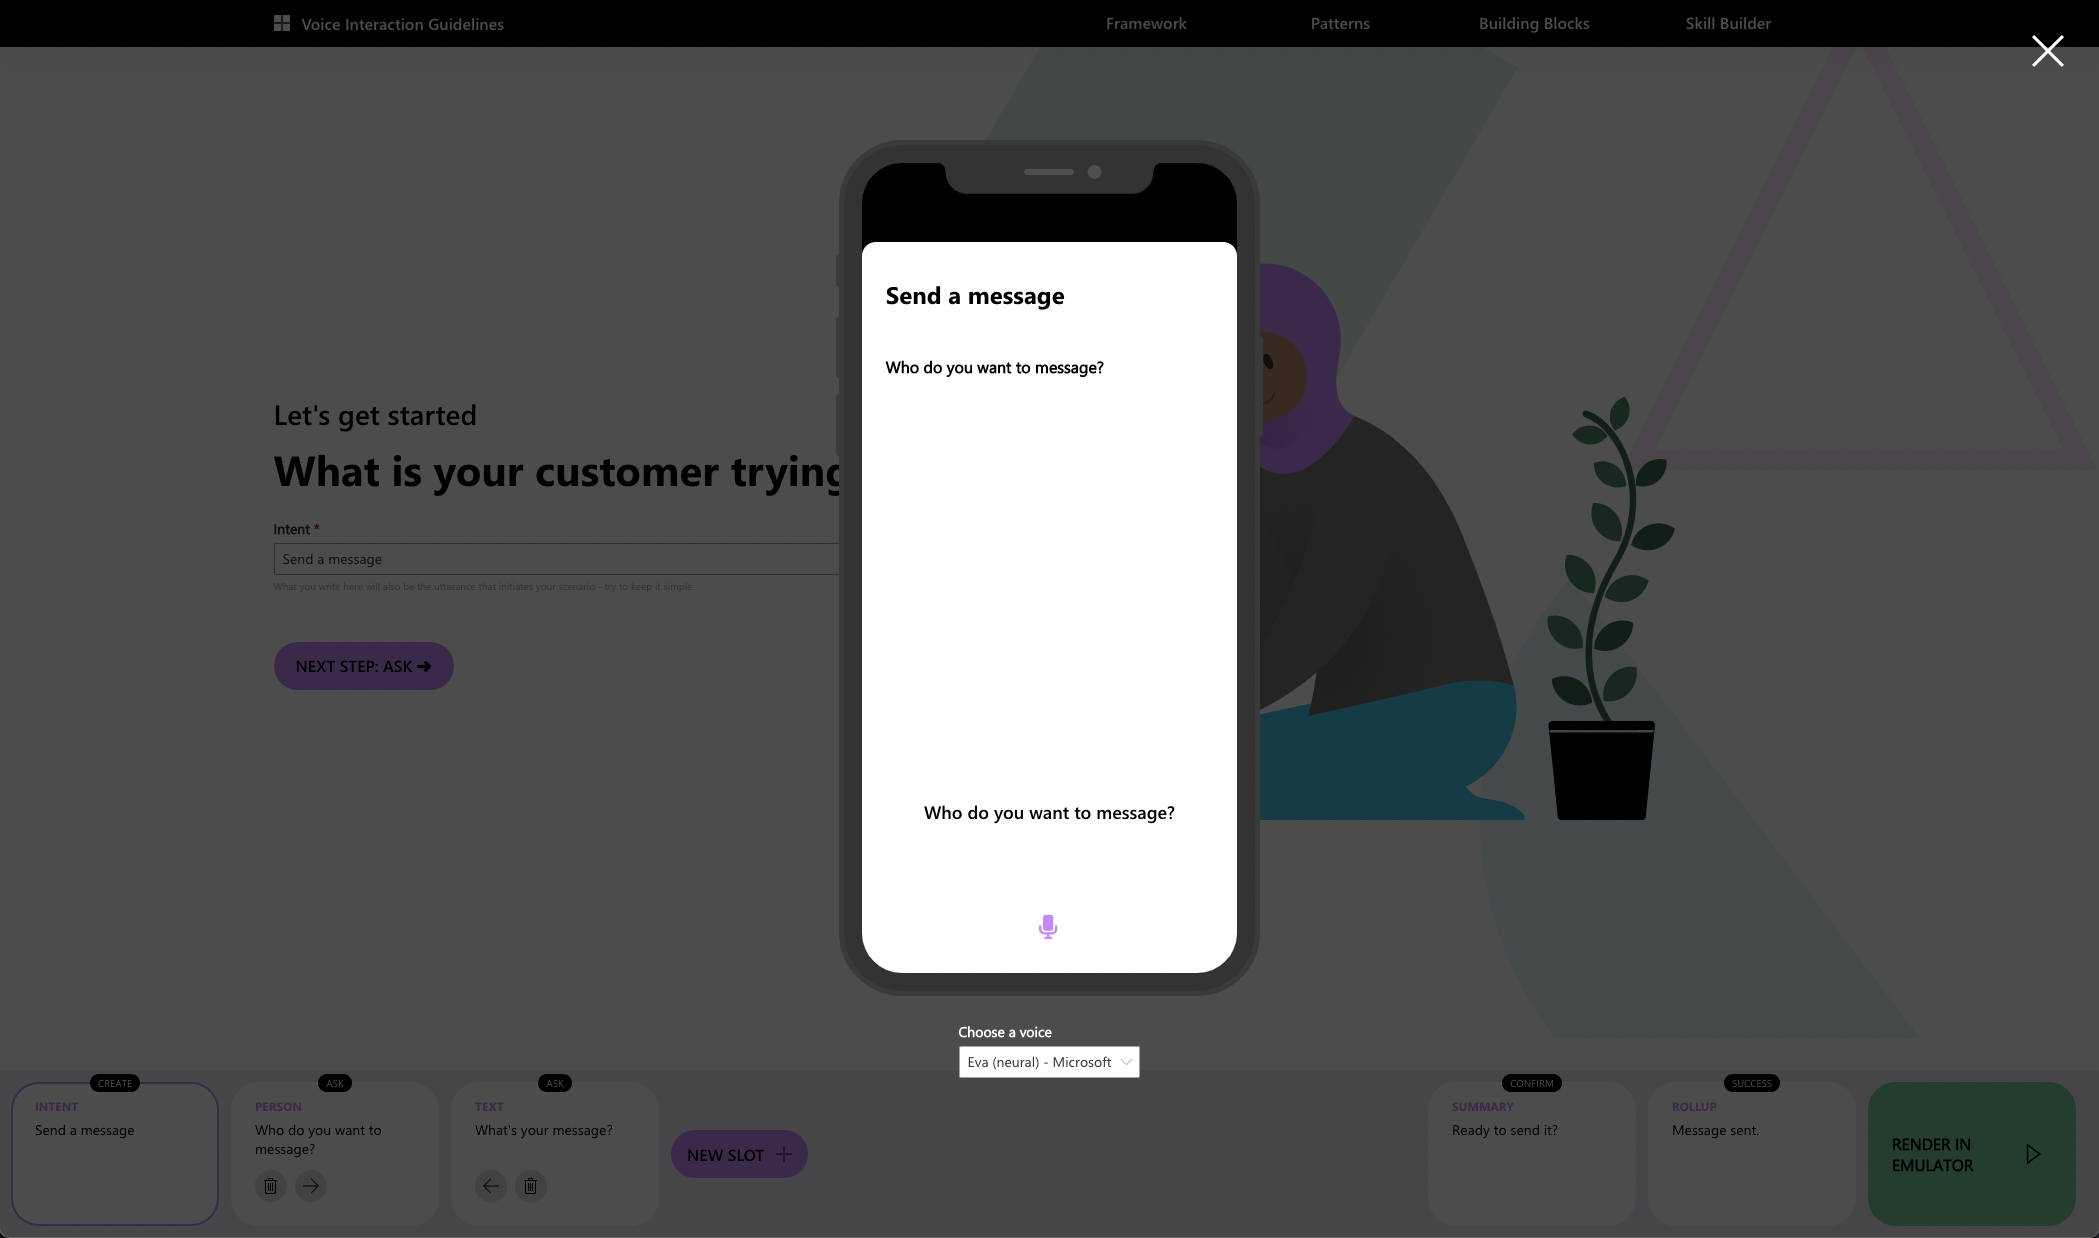 Voice Interaction Guidelines
Framework
Patterns
Building Blocks
Skill Builder
Let's get started
What is your customer trying
Intent *
Send a message
What you write here will also be the utterance that initiates your scenario - try to keep it simple.
NEXT STEP: ASK
Send a message
Who do you want to message?
Who do you want to message?
Choose a voice
Eva (neural) - Microsoft
CREATE
INTENT
Send a message
ASK
PERSON
Who do you want to
message?
ASK
TEXT
What's your message?
NEW SLOT
CONFIRM
SUMMARY
Ready to send it?
SUCCESS
ROLLUP
Message sent.
RENDER IN
EMULATOR